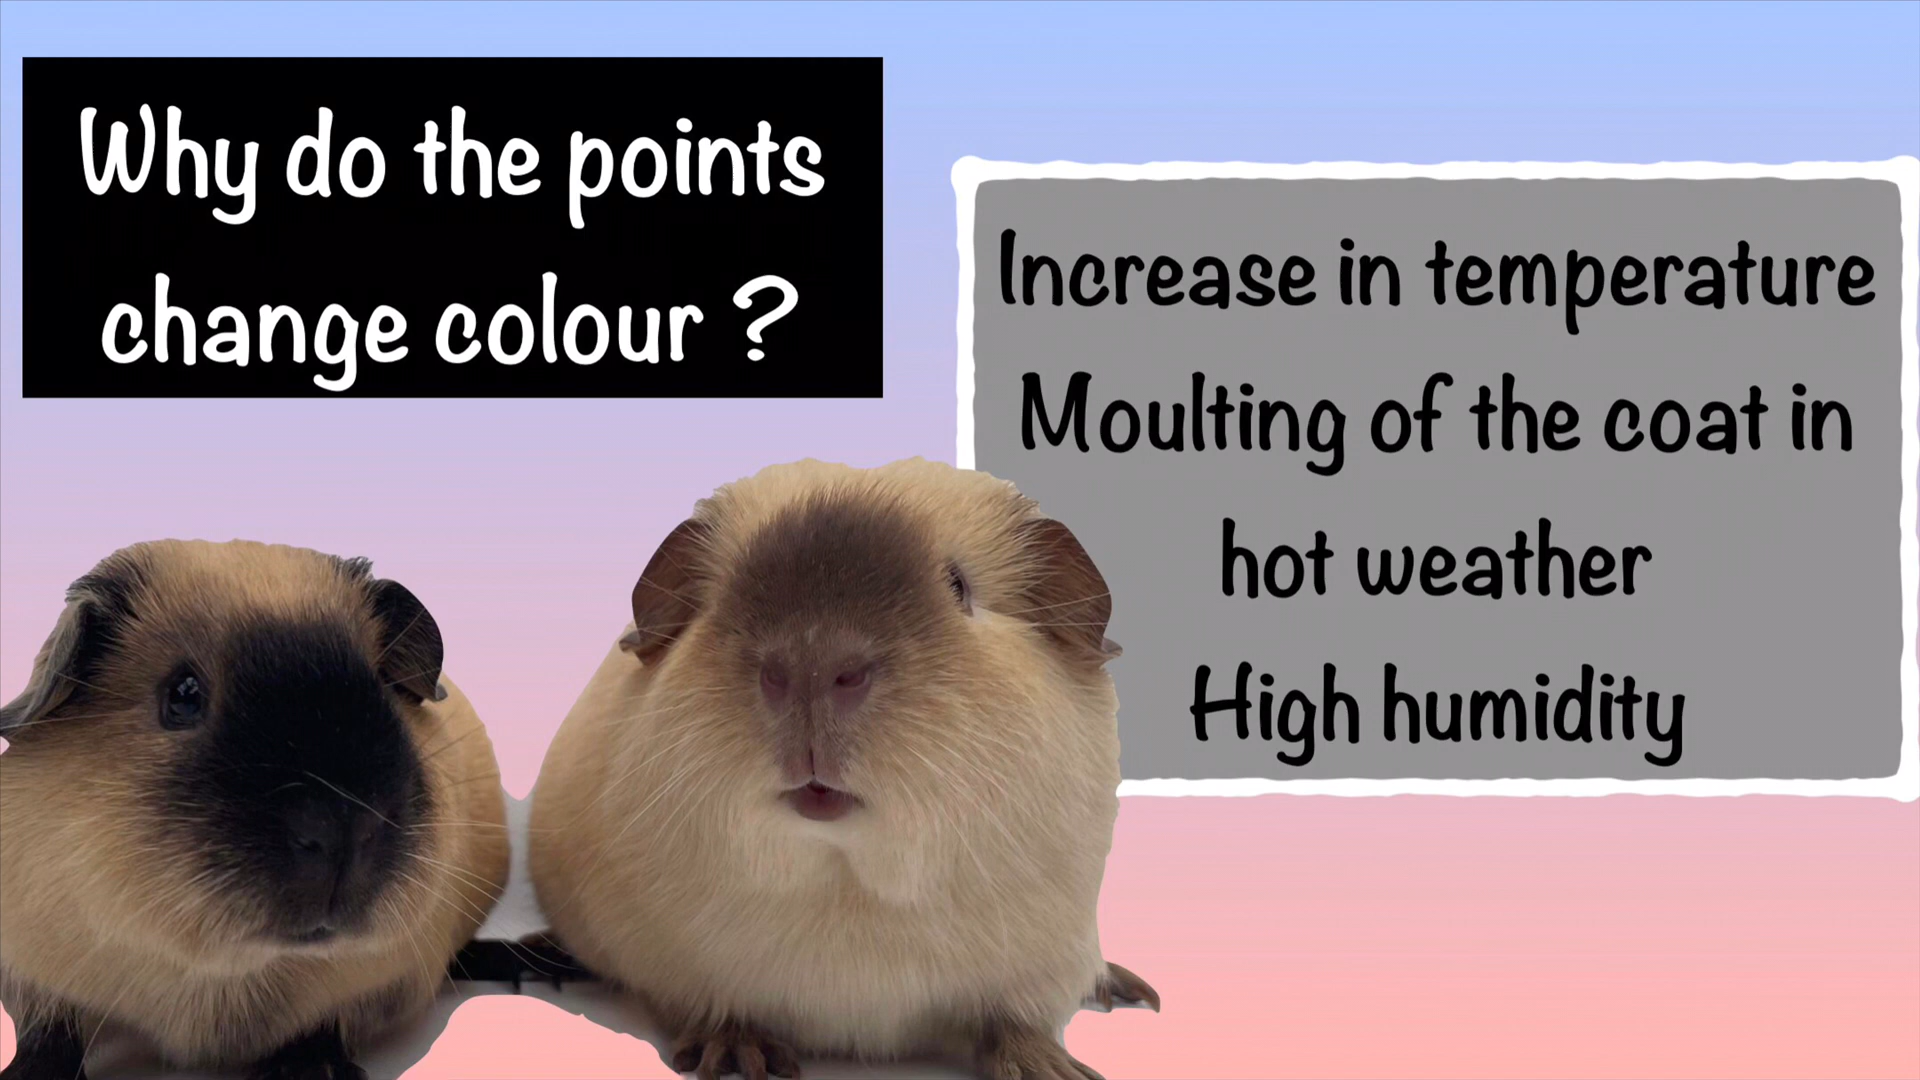 Why do the points
change colour ?
Increase in temperature
Moulting of the coat in
hot weather
High humidity